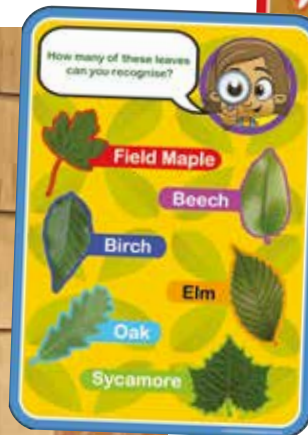 How many of these leaves
can you recognise?
Field Maple
Beech
Birch
Elm
Oak
Sycamore